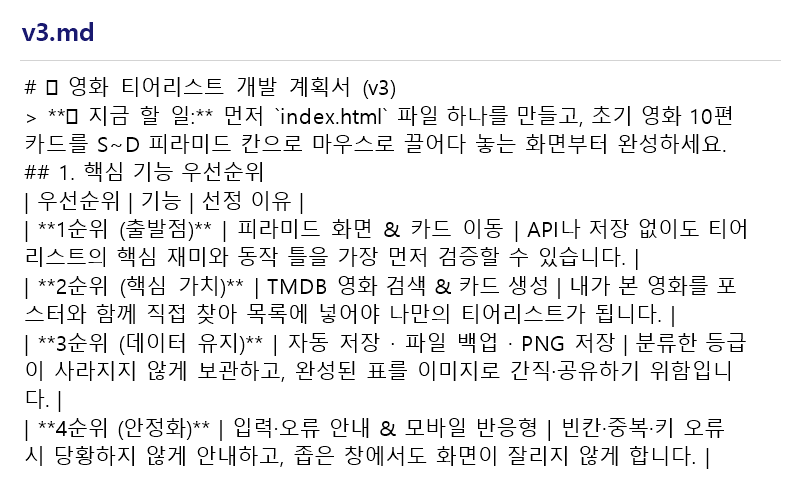 v3.md
# 영화 티어리스트 개발 계획서 (v3)
> ** 지금 할 일:** 먼저 `index.html` 파일 하나를 만들고, 초기 영화 10편
카드를 S~D 피라미드 칸으로 마우스로 끌어다 놓는 화면부터 완성하세요.
## 1. 핵심 기능 우선순위
| 우선순위 | 기능 | 선정 이유 |
| **1순위 (출발점)** | 피라미드 화면 & 카드 이동 | API나 저장 없이도 티어
리스트의 핵심 재미와 동작 틀을 가장 먼저 검증할 수 있습니다. |
| **2순위 (핵심 가치)** | TMDB 영화 검색 & 카드 생성 | 내가 본 영화를 포
스터와 함께 직접 찾아 목록에 넣어야 나만의 티어리스트가 됩니다. |
| **3순위 (데이터 유지)** | 자동 저장 · 파일 백업 · PNG 저장 | 분류한 등급
이 사라지지 않게 보관하고, 완성된 표를 이미지로 간직·공유하기 위함입니
다. |
| **4순위 (안정화)** | 입력·오류 안내 & 모바일 반응형 | 빈칸·중복·키 오류
시 당황하지 않게 안내하고, 좁은 창에서도 화면이 잘리지 않게 합니다. |